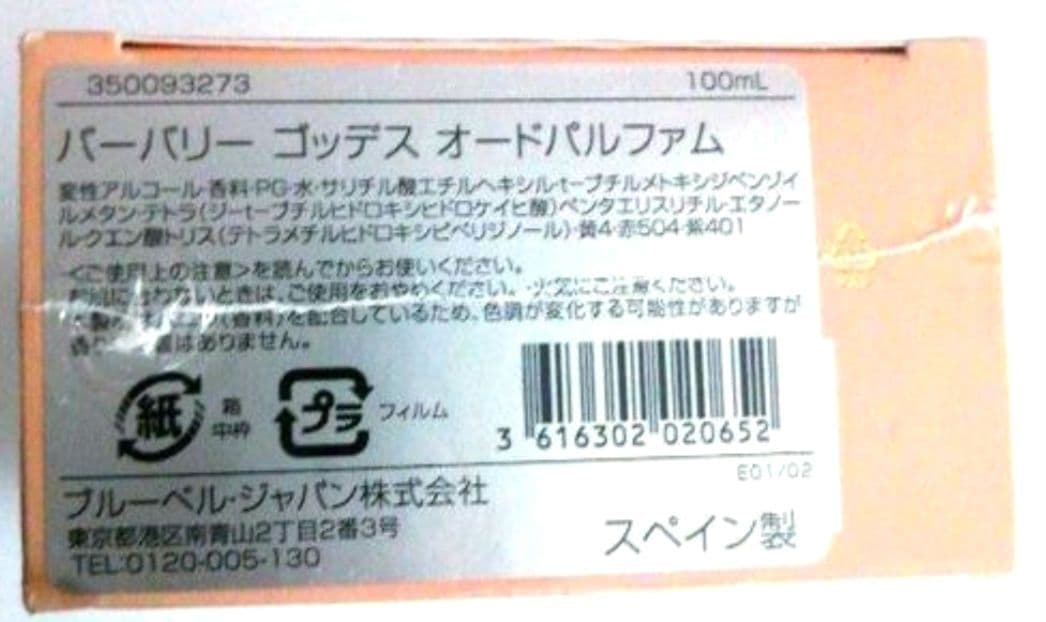 350093273 100mL
バーバリー ゴッデス オードパルファム
変性アルコール・香料・PG・水・サリチル酸エチルヘキシル・t-ブチルメトキシジベンゾイ
ルメタン・テトラ(ジ-t-ブチルヒドロキシヒドロケイヒ酸)ペンタエリスリチル・エタノー
ル・クエン酸トリス(テトラメチルヒドロキシピペリジノール)・黄4・赤504・紫401
<ご使用上の注意>を読んでからお使いください。
ないときは、ご使用をおやめください。・火気にご注意ください。
(香料)を配合しているため、色調が変化する可能性がありますが
はありません。
紙 箱 中枠 プラ フィルム
3 616302 020652
E01/02
ブルーベル・ジャパン株式会社
東京都港区南青山2丁目2番3号
TEL:0120-005-130
スペイン製